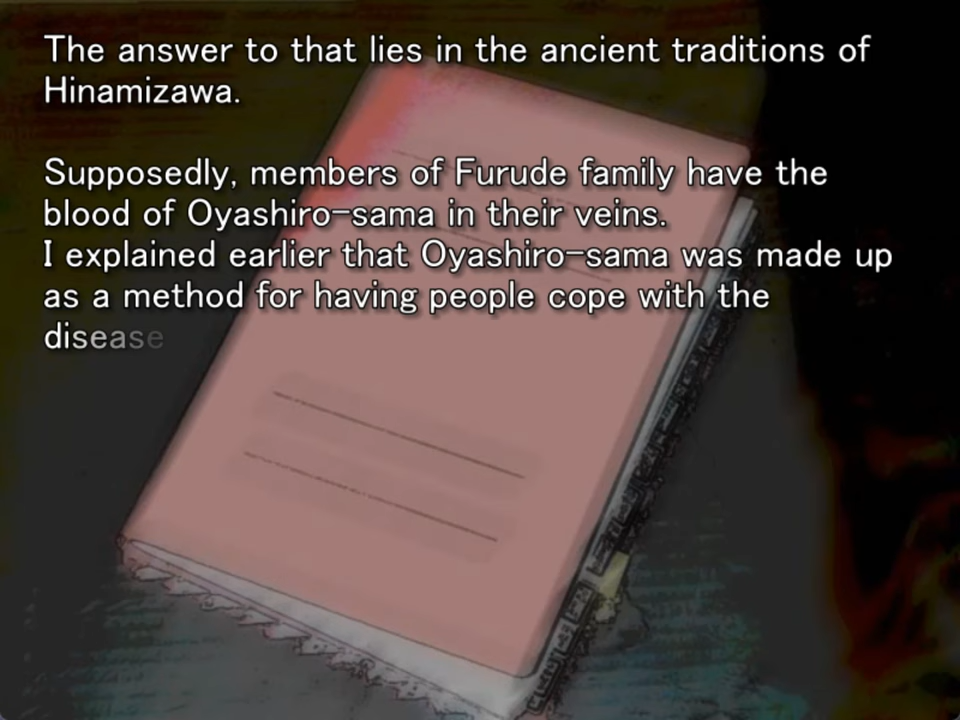 The answer to that lies in the ancient traditions of
Hinamizawa.
Supposedly, members of Furude family have the
blood of Oyashiro-sama in their veins.
I explained earlier that Oyashiro-sama was made up
as a method for having people cope with the
disease